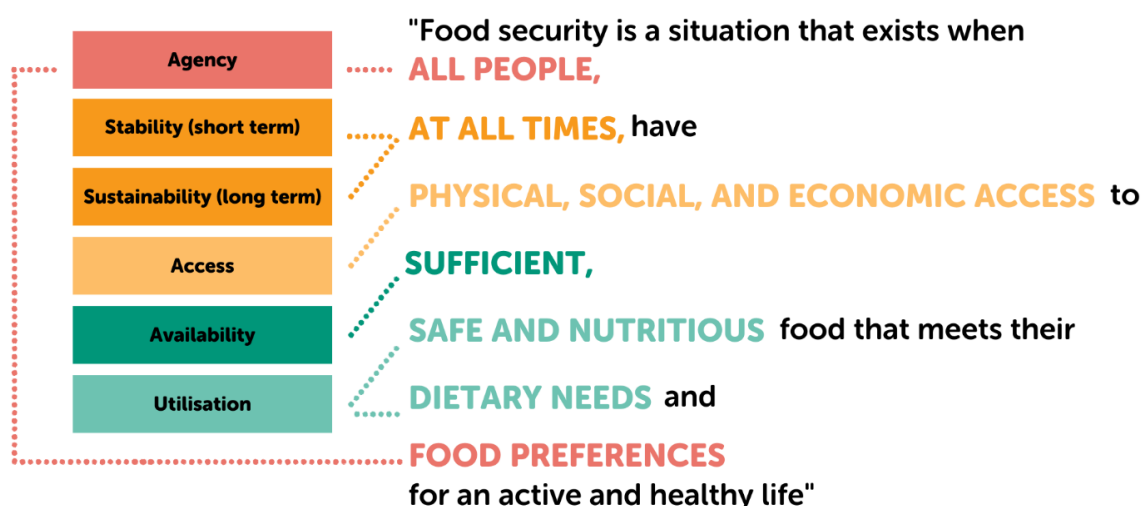 "Food security is a situation that exists when
Agency
ALL PEOPLE,
Stability (short term)
AT ALL TIMES, have
Sustainability (long term)
PHYSICAL, SOCIAL, AND ECONOMIC ACCESS to
Access
SUFFICIENT,
Availability
SAFE AND NUTRITIOUS food that meets their
Utilisation
DIETARY NEEDS and
FOOD PREFERENCES
for an active and healthy life"